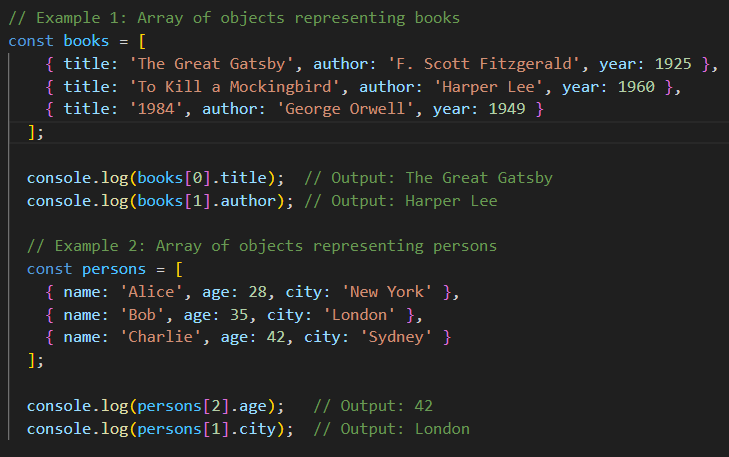 // Example 1: Array of objects representing books
const books = [
{ title: 'The Great Gatsby', author: 'F. Scott Fitzgerald', year: 1925 },
{ title: 'To Kill a Mockingbird', author: 'Harper Lee', year: 1960 },
{ title: '1984', author: 'George Orwell', year: 1949 }
];
console.log(books[0].title);  // Output: The Great Gatsby
console.log(books[1].author); // Output: Harper Lee
// Example 2: Array of objects representing persons
const persons = [
{ name: 'Alice', age: 28, city: 'New York' },
{ name: 'Bob', age: 35, city: 'London' },
{ name: 'Charlie', age: 42, city: 'Sydney' }
];
console.log(persons[2].age);   // Output: 42
console.log(persons[1].city);  // Output: London